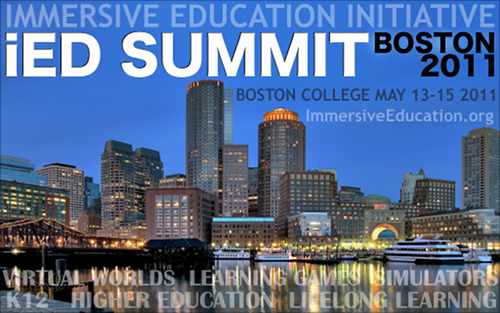 IMMERSIVE EDUCATION INITIATIVE
iED SUMMIT BOSTON 2011
BOSTON COLLEGE MAY 13-15 2011
ImmersiveEducation.org
VIRTUAL WORLDS LEARNING GAMES SIMULATORS
K12 HIGHER EDUCATION LIFELONG LEARNING